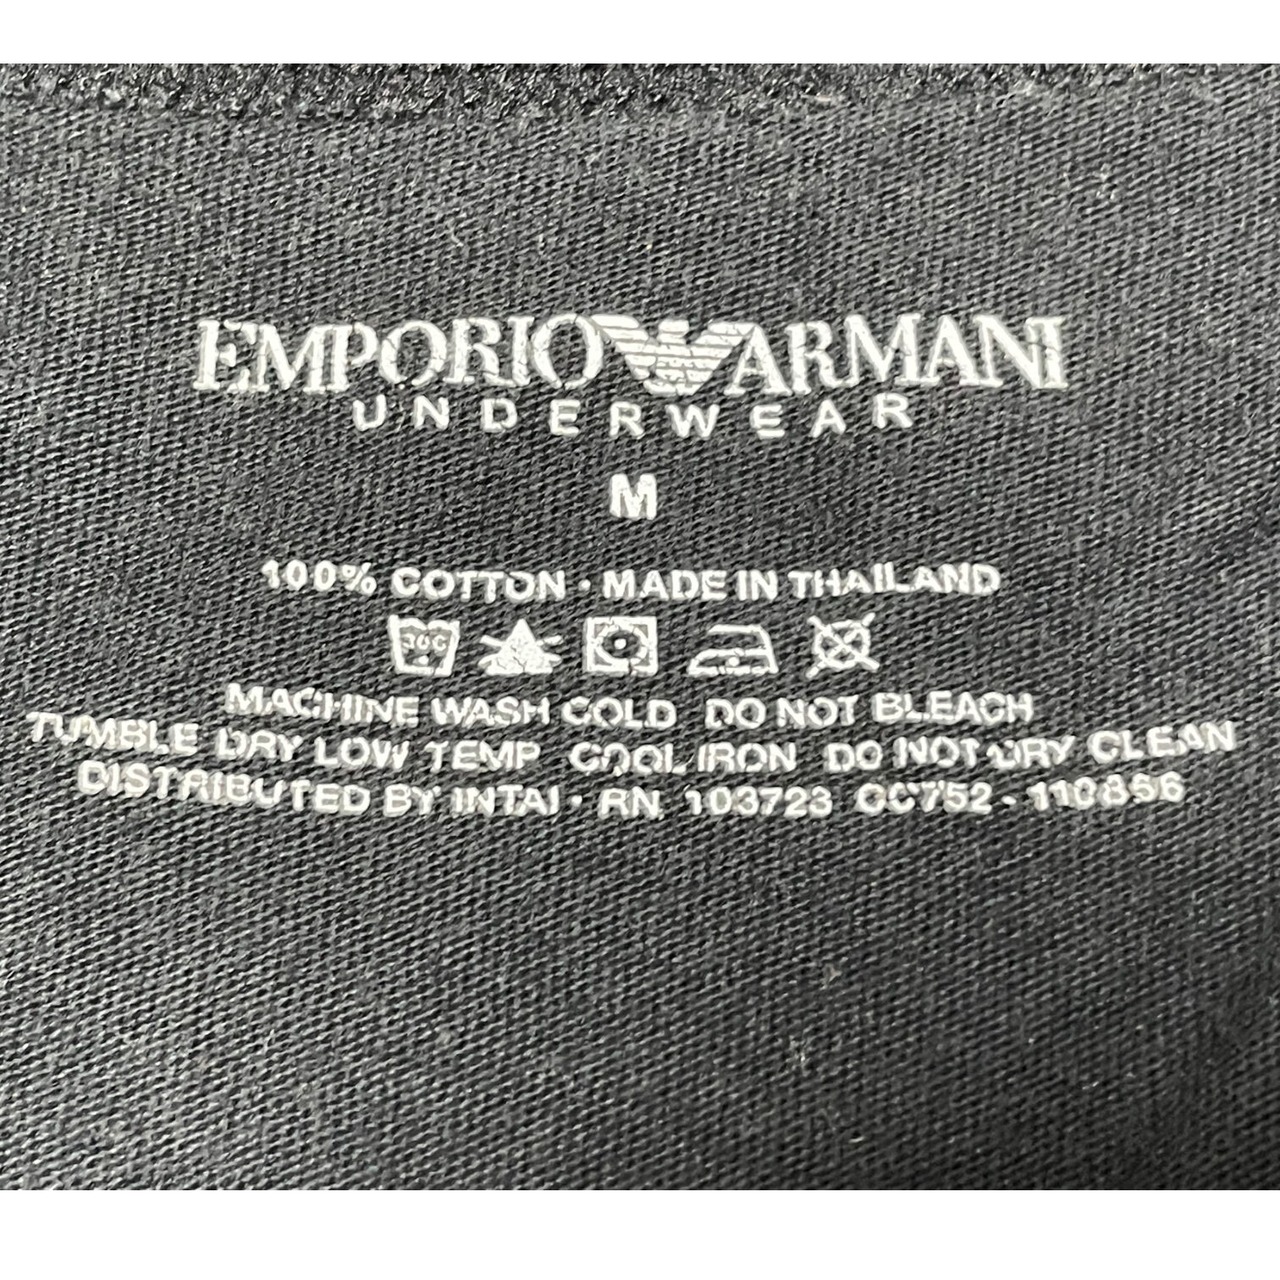 EMPORIO ARMANI
UNDERWEAR
M
100% COTTON · MADE IN THAILAND
30C
MACHINE WASH COLD DO NOT BLEACH
TUMBLE DRY LOW TEMP COOL IRON DO NOT DRY CLEAN
DISTRIBUTED BY INTAI · RN 103723 CC752 - 110856